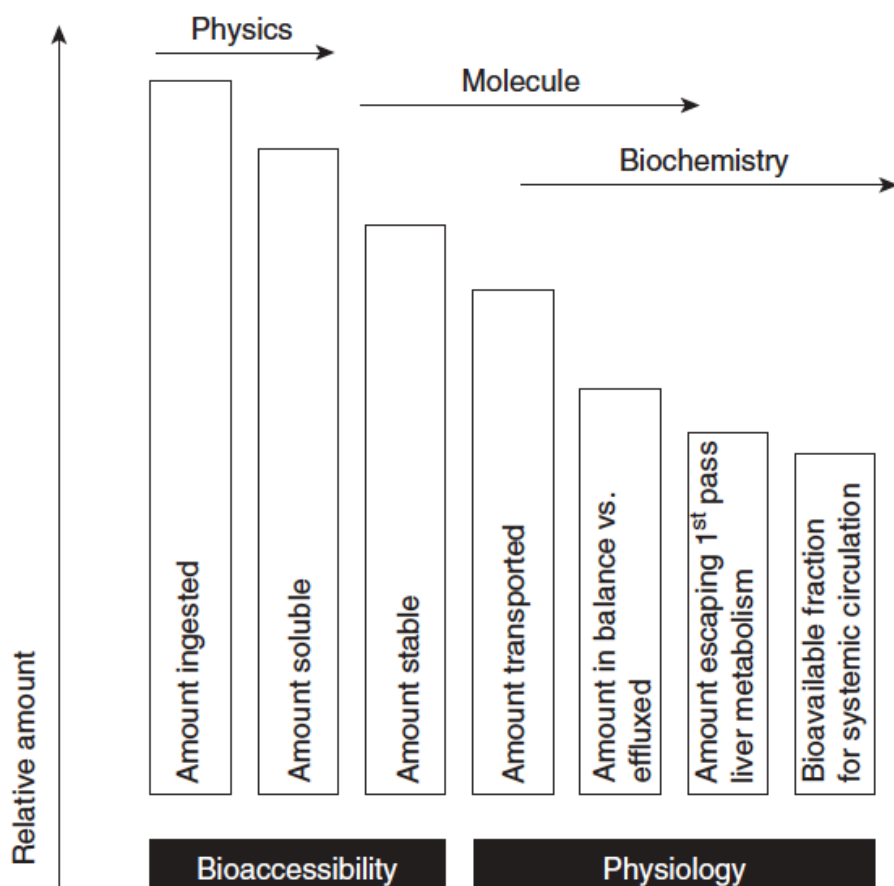 Physics
Molecule
Biochemistry
Relative amount
Amount ingested
Amount soluble
Amount stable
Amount transported
Amount in balance vs.
effluxed
Amount escaping 1st pass
liver metabolism
Bioavailable fraction
for systemic circulation
Bioaccessibility
Physiology